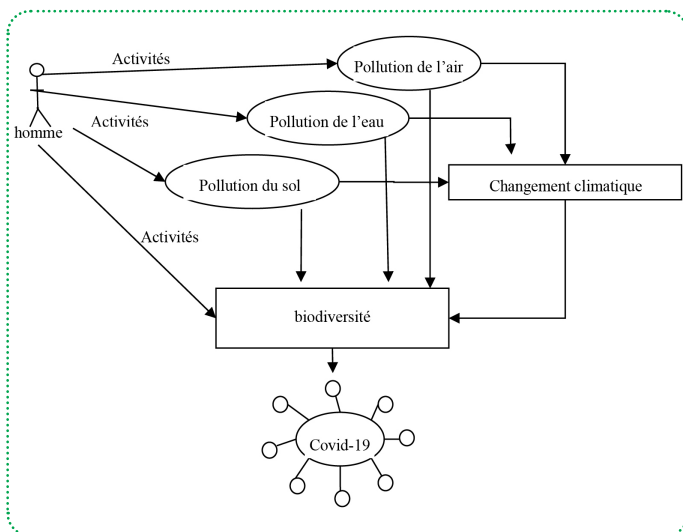 Activités
Pollution de l'air
homme
Activités
Pollution de l'eau
Pollution du sol
Changement climatique
Activités
biodiversité
Covid-19